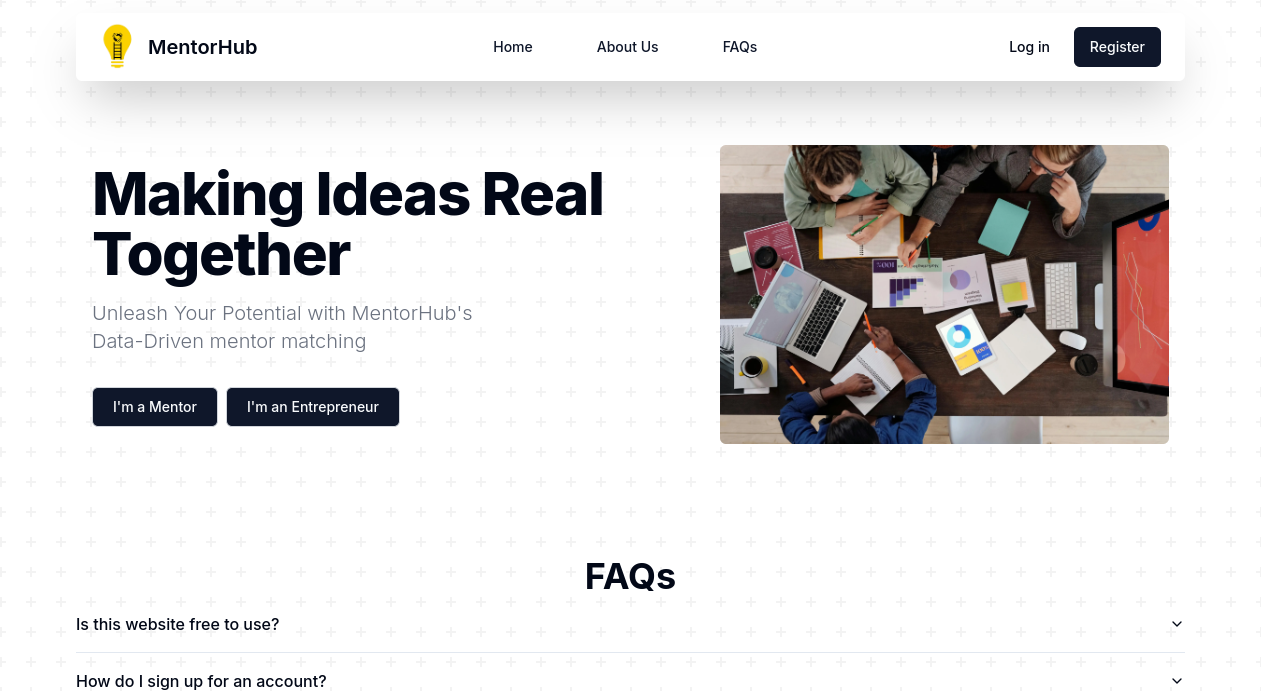 MentorHub
Home
About Us
FAQs
Log in
Register
Making Ideas Real
Together
Unleash Your Potential with MentorHub's
Data-Driven mentor matching
I'm a Mentor
I'm an Entrepreneur
FAQs
Is this website free to use?
How do I sign up for an account?